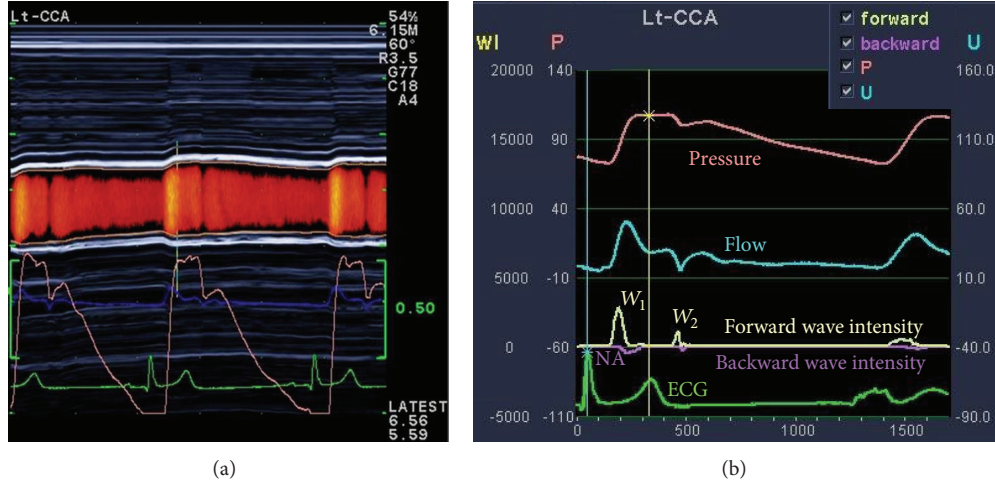 Lt-CCA
54%
6.15M
60°
R3.5
G77
C18
A4
0.50
LATEST
6.56
5.59
(a)
Lt-CCA
forward
backward
P
U
WI P U
20000 140 160.0
15000 90 110.0
10000 40 60.0
5000 -10 10.0
0 -60 -40.0
-5000 -110 -90.0
Pressure
Flow
W1 W2
Forward wave intensity
NA Backward wave intensity
ECG
0 500 1000 1500
(b)